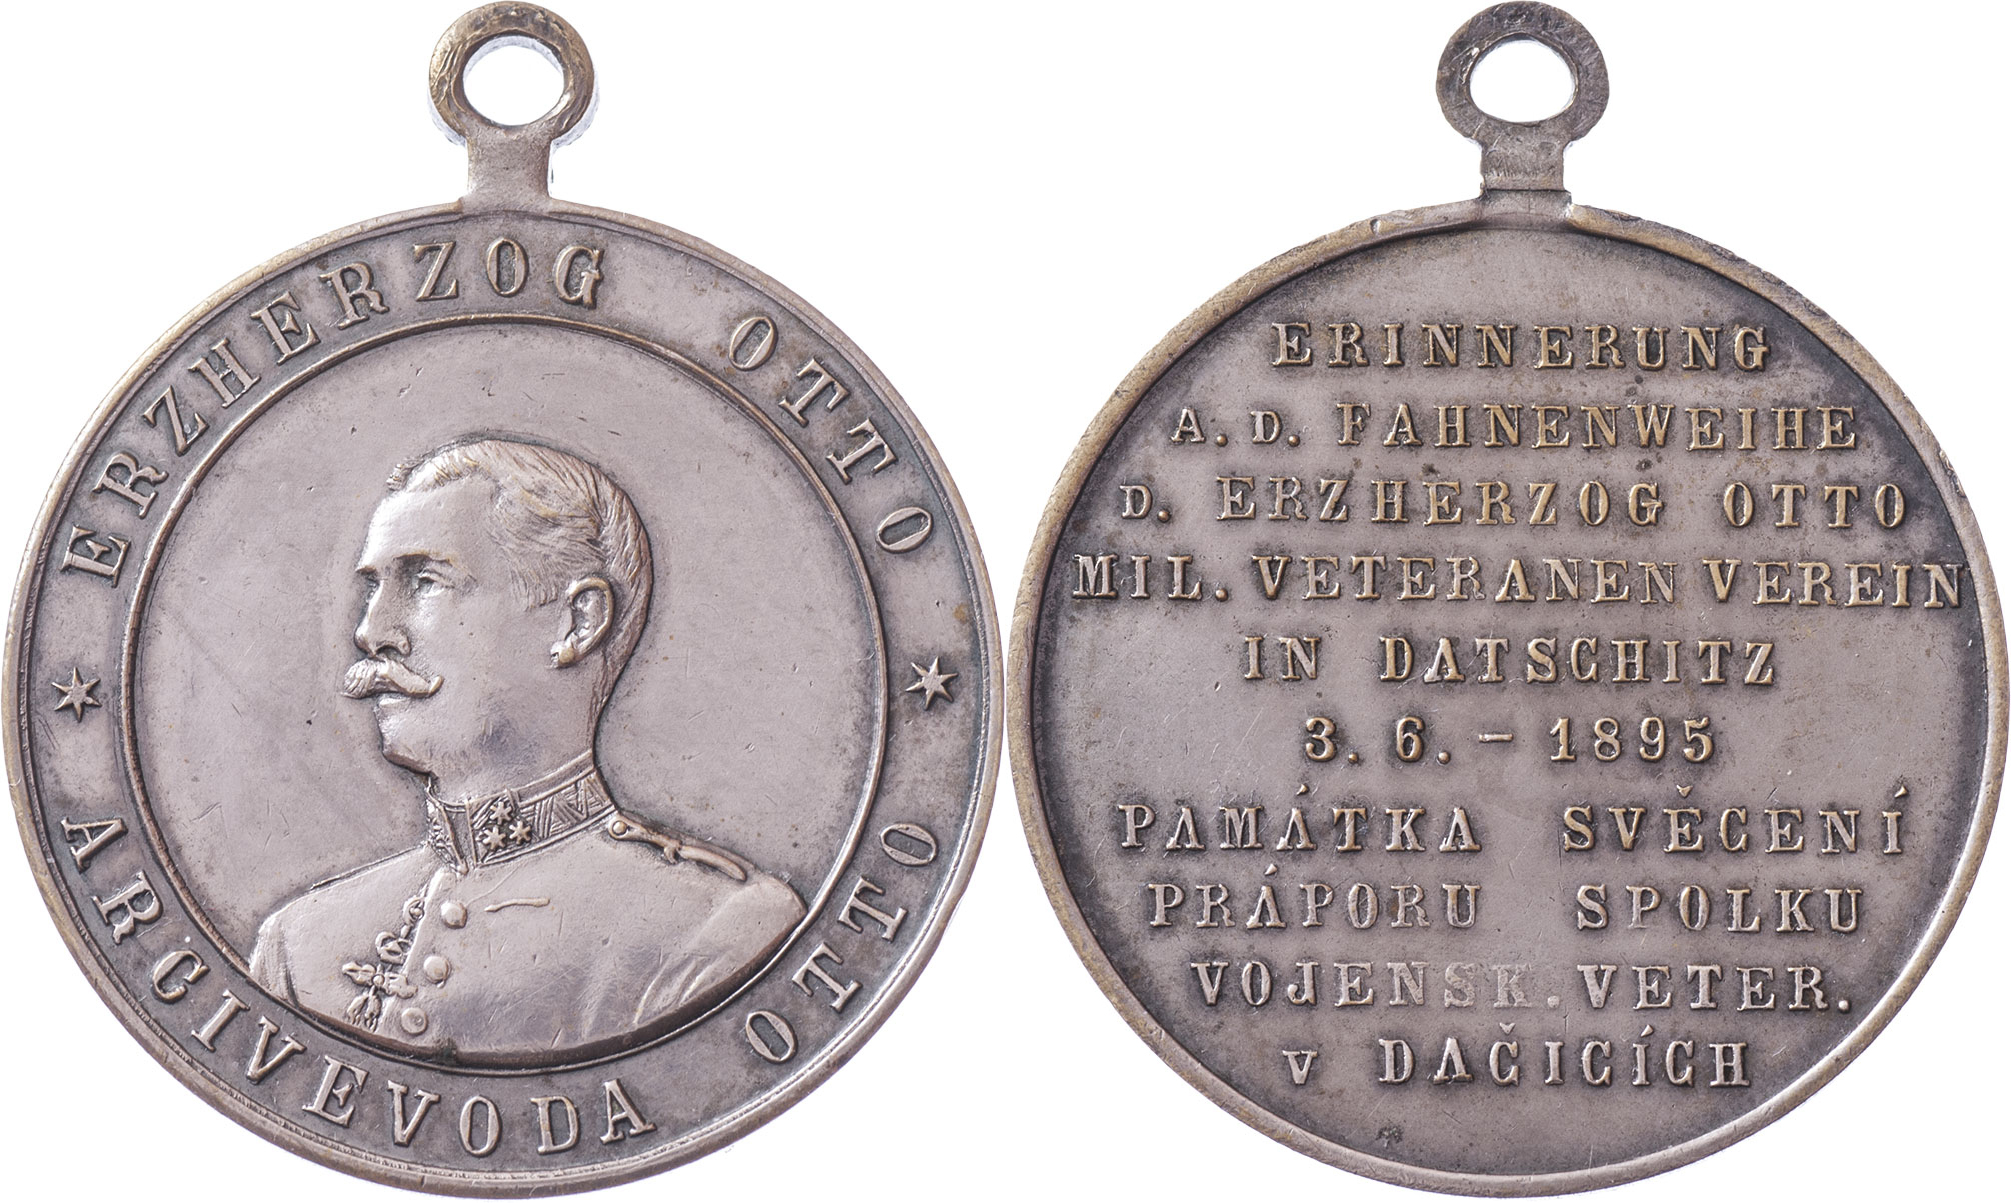 ERZHERZOG OTTO
ARCIVEVODA OTTO
ERINNERUNG
A. D. FAHNENWEIHE
D. ERZHERZOG OTTO
MIL. VETERANEN VEREIN
IN DATSCHITZ
3. 6. - 1895
PAMÁTKA SVĚCENÍ
PRÁPORU SPOLKU
VOJENSK. VETER.
v DAČICÍCH